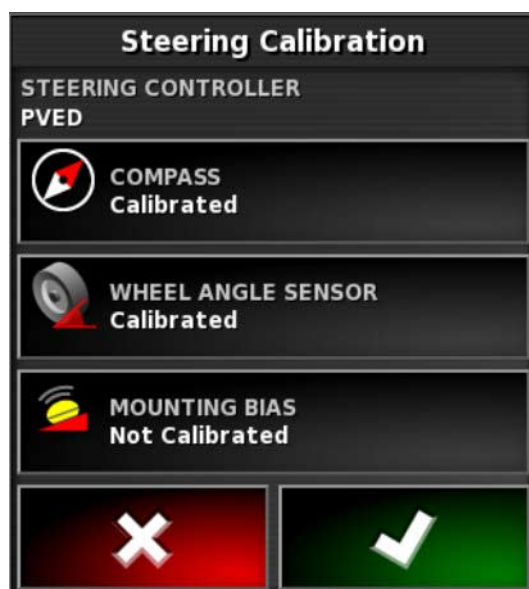 Steering Calibration
STEERING CONTROLLER
PVED
COMPASS
Calibrated
WHEEL ANGLE SENSOR
Calibrated
MOUNTING BIAS
Not Calibrated